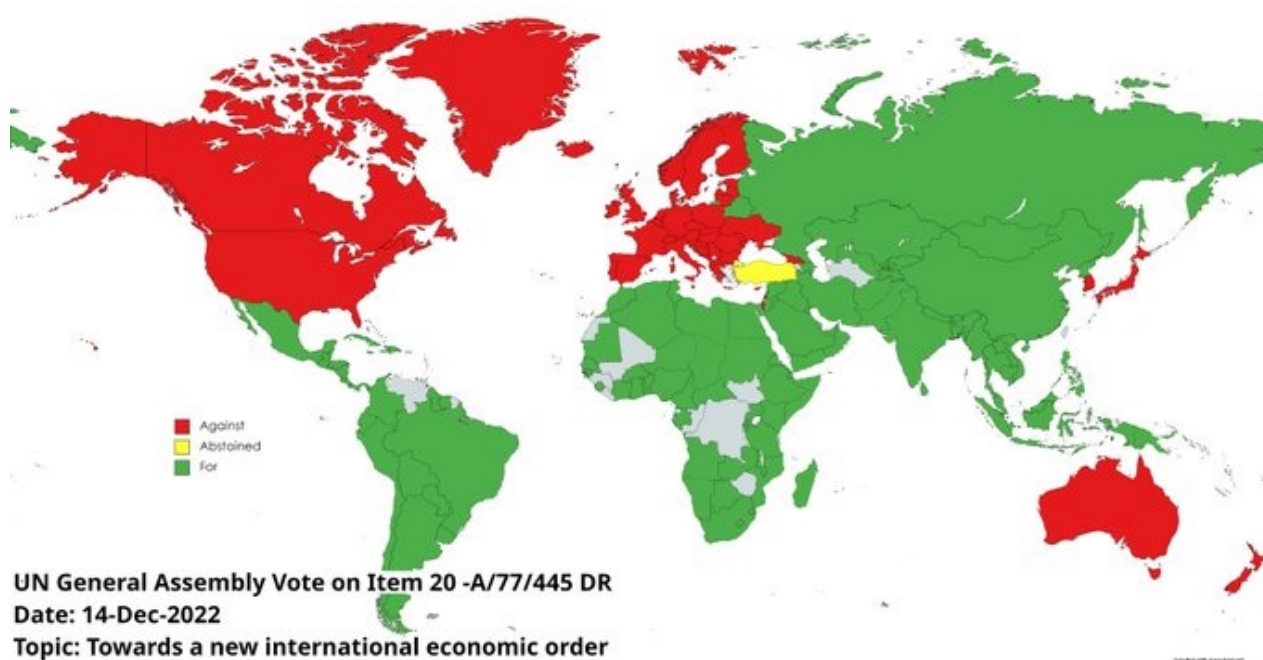 Against
Abstained
For
UN General Assembly Vote on Item 20 -A/77/445 DR
Date: 14-Dec-2022
Topic: Towards a new international economic order